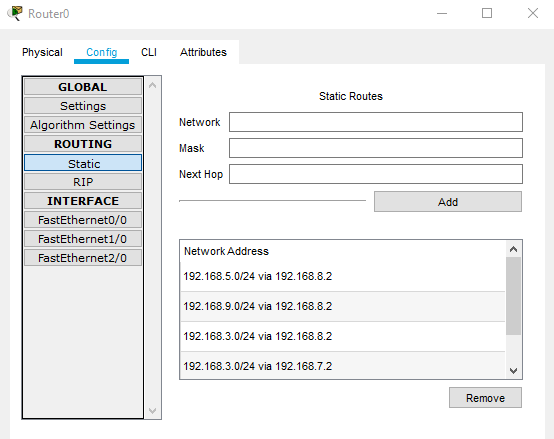 Router0
Physical Config CLI Attributes
GLOBAL
Settings
Algorithm Settings
ROUTING
Static
RIP
INTERFACE
FastEthernet0/0
FastEthernet1/0
FastEthernet2/0
Static Routes
Network
Mask
Next Hop
Add
Network Address
192.168.5.0/24 via 192.168.8.2
192.168.9.0/24 via 192.168.8.2
192.168.3.0/24 via 192.168.8.2
192.168.3.0/24 via 192.168.7.2
Remove